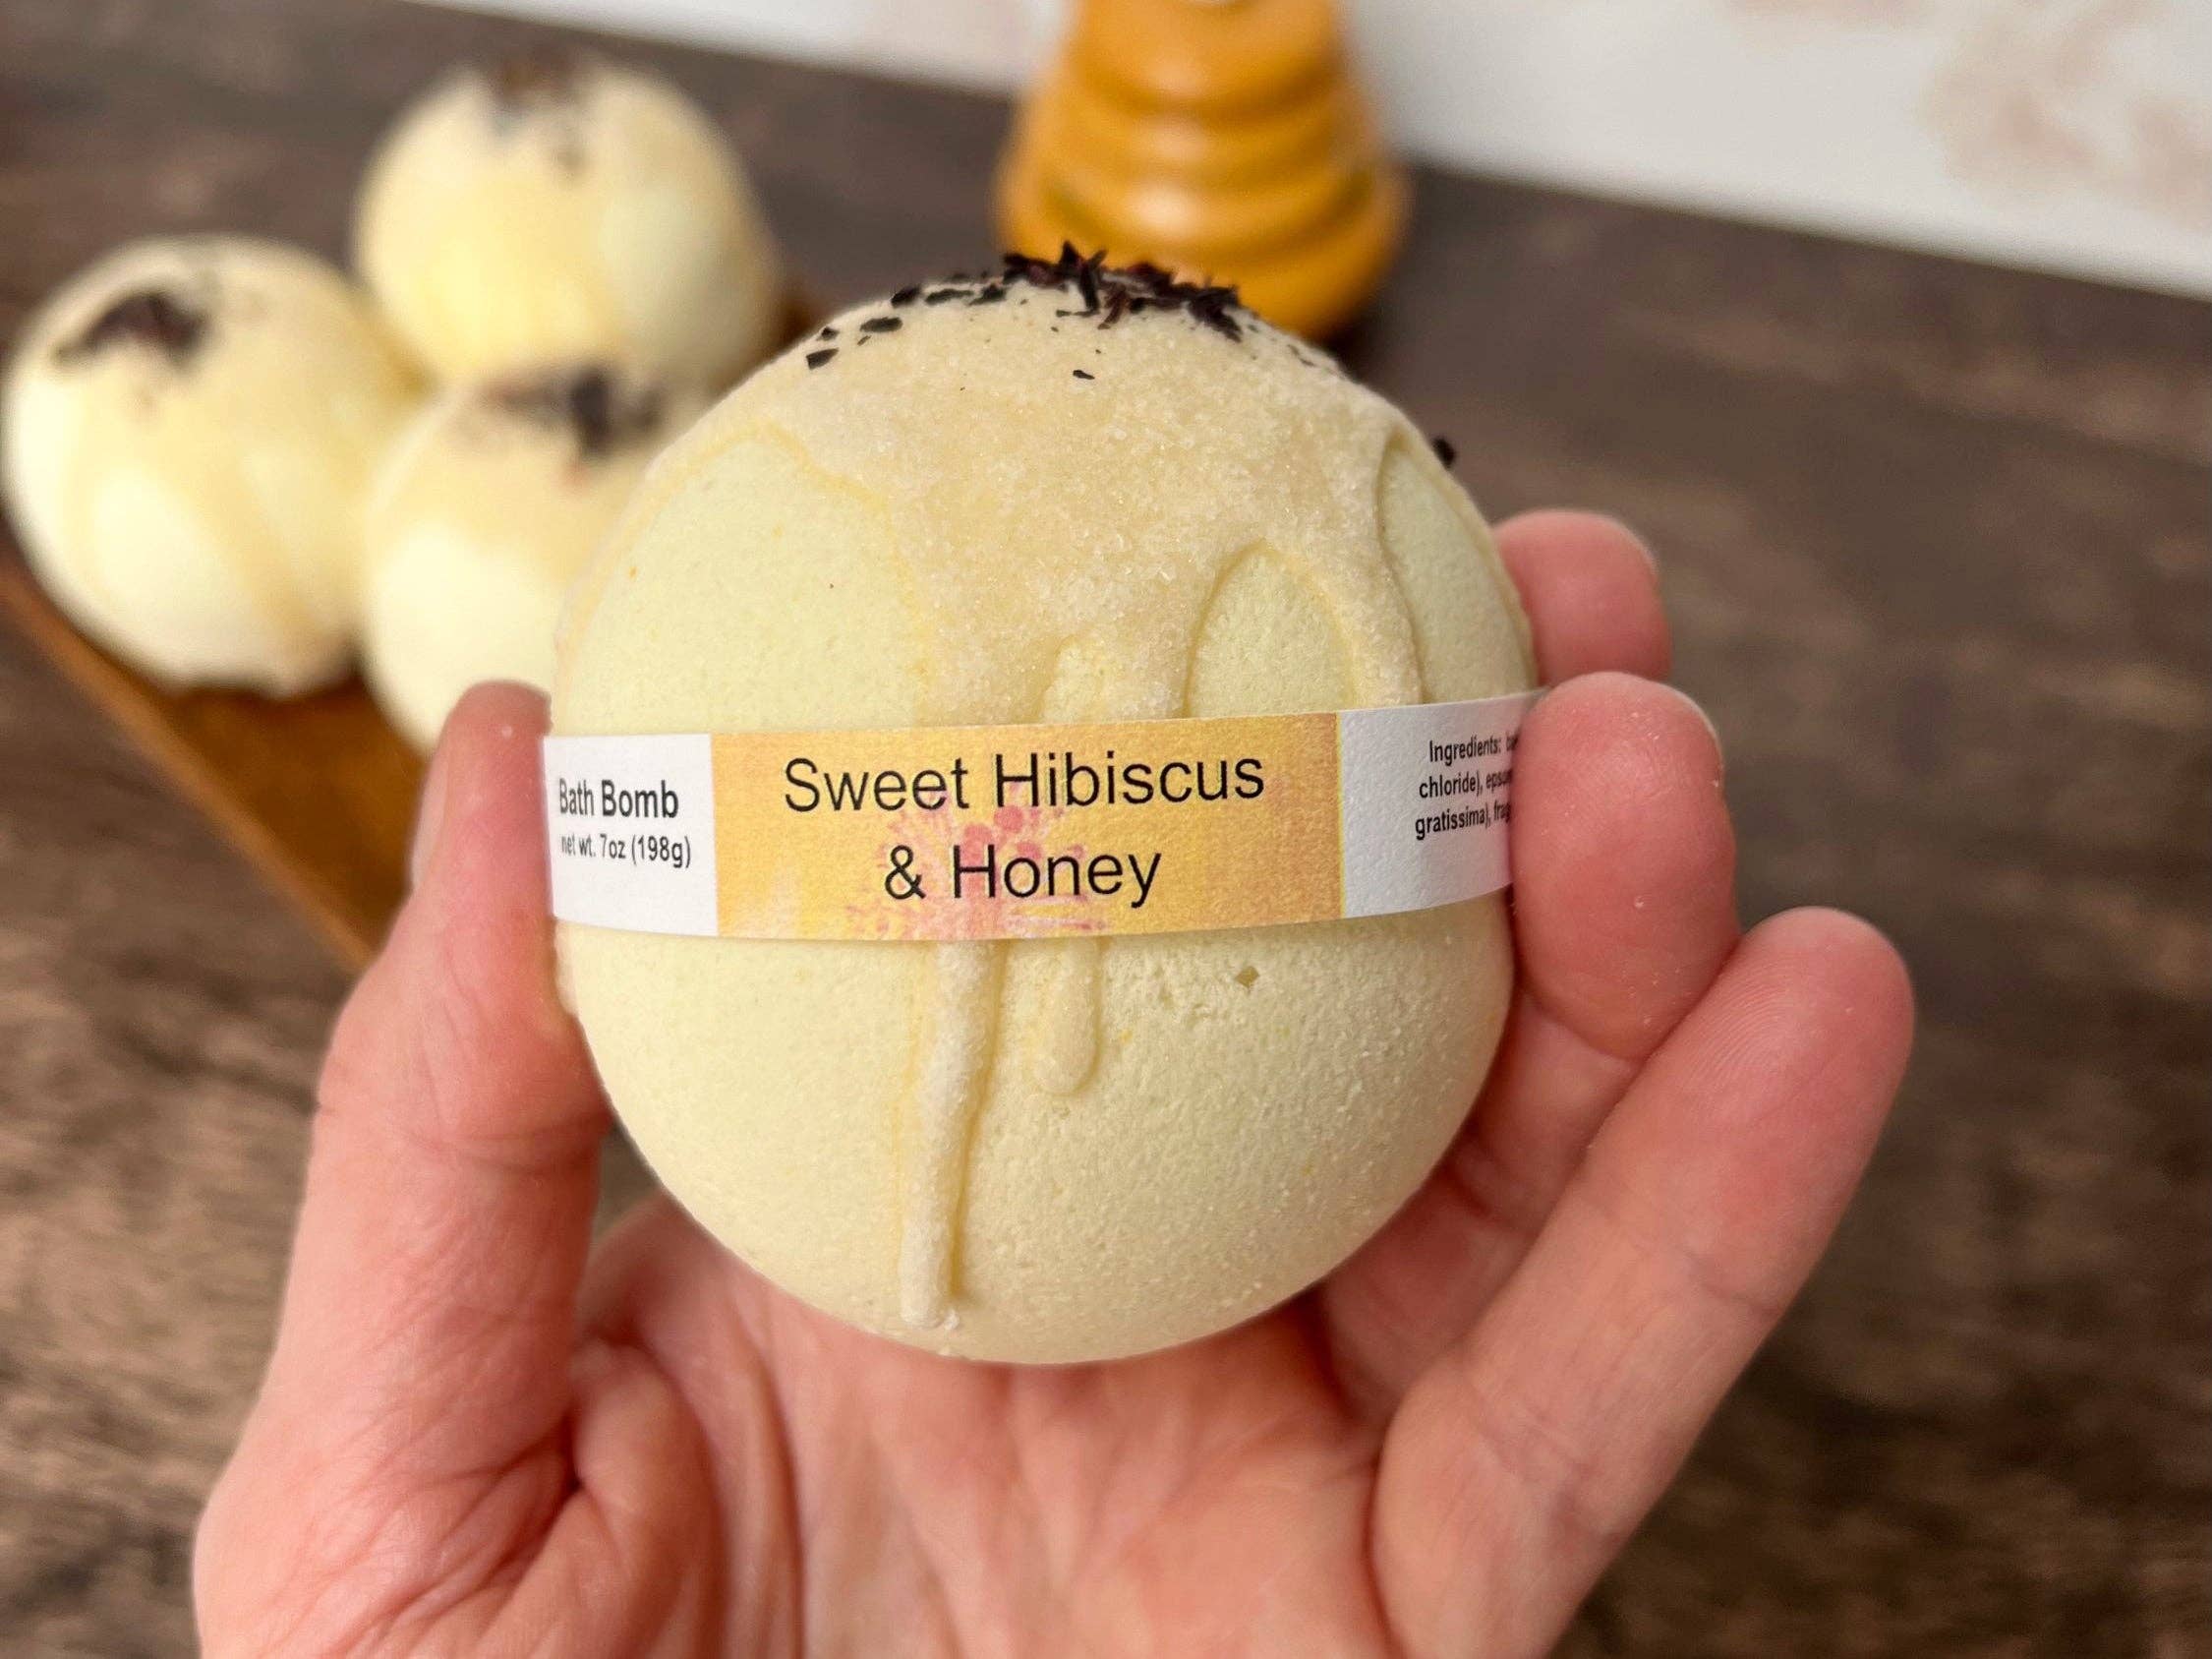 Bath Bomb
net wt. 7oz (198g)
Sweet Hibiscus
& Honey
Ingredients:
chloride),
gratissima),